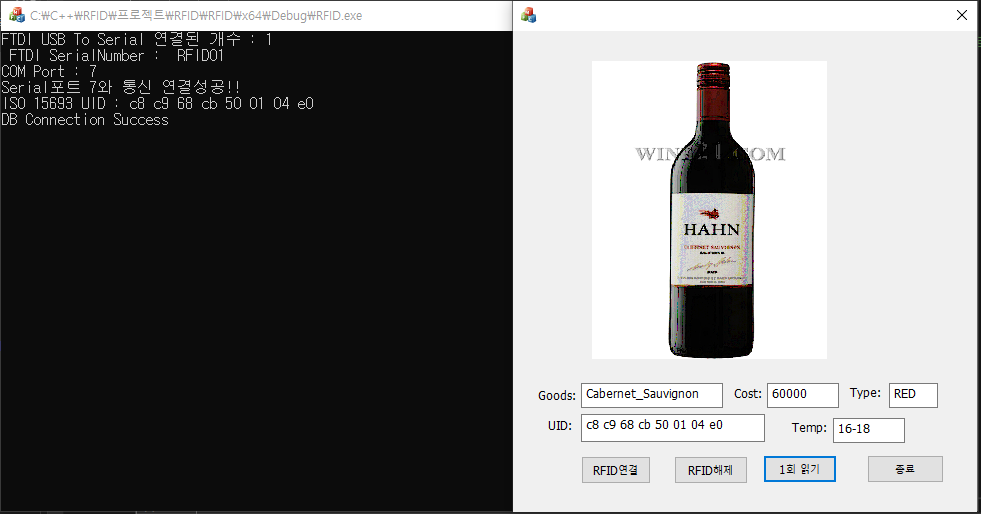 C:₩C++₩RFID₩프로젝트₩RFID₩RFID₩x64₩Debug₩RFID.exe
FTDI USB To Serial 연결된 개수 : 1
FTDI SerialNumber : RFID01
COM Port : 7
Serial포트 7와 통신 연결성공!!
ISO 15693 UID : c8 c9 68 cb 50 01 04 e0
DB Connection Success
WINE21.COM
HAHN
CABERNET SAUVIGNON
Goods: Cabernet_Sauvignon Cost: 60000 Type: RED
UID: c8 c9 68 cb 50 01 04 e0 Temp: 16-18
RFID연결 RFID해제 1회 읽기 종료